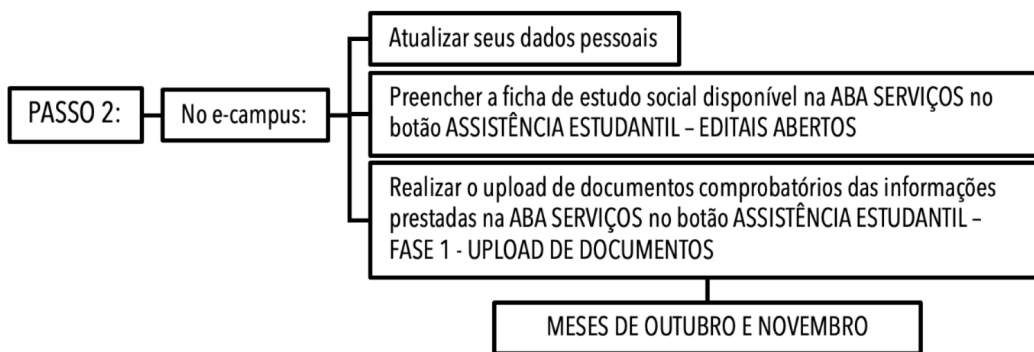 PASSO 2:
No e-campus:
Atualizar seus dados pessoais
Preencher a ficha de estudo social disponível na ABA SERVIÇOS no
botão ASSISTÊNCIA ESTUDANTIL – EDITAIS ABERTOS
Realizar o upload de documentos comprobatórios das informações
prestadas na ABA SERVIÇOS no botão ASSISTÊNCIA ESTUDANTIL –
FASE 1 - UPLOAD DE DOCUMENTOS
MESES DE OUTUBRO E NOVEMBRO